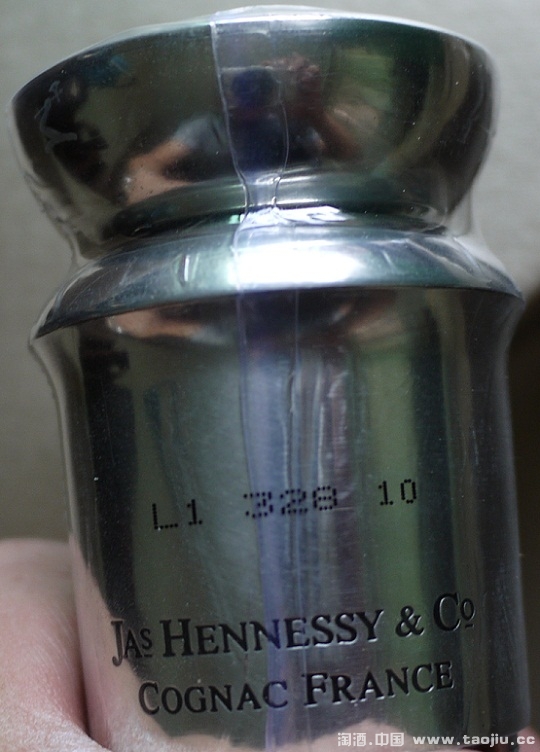 L1 328 10
JAS HENNESSY & CO
COGNAC FRANCE
淘酒.中国 www.taojiu.cc